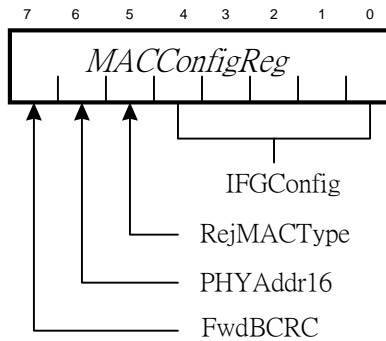 7 6 5 4 3 2 1 0
MACConfigReg
IFGConfig
RejMACType
PHYAddr16
FwdBCRC